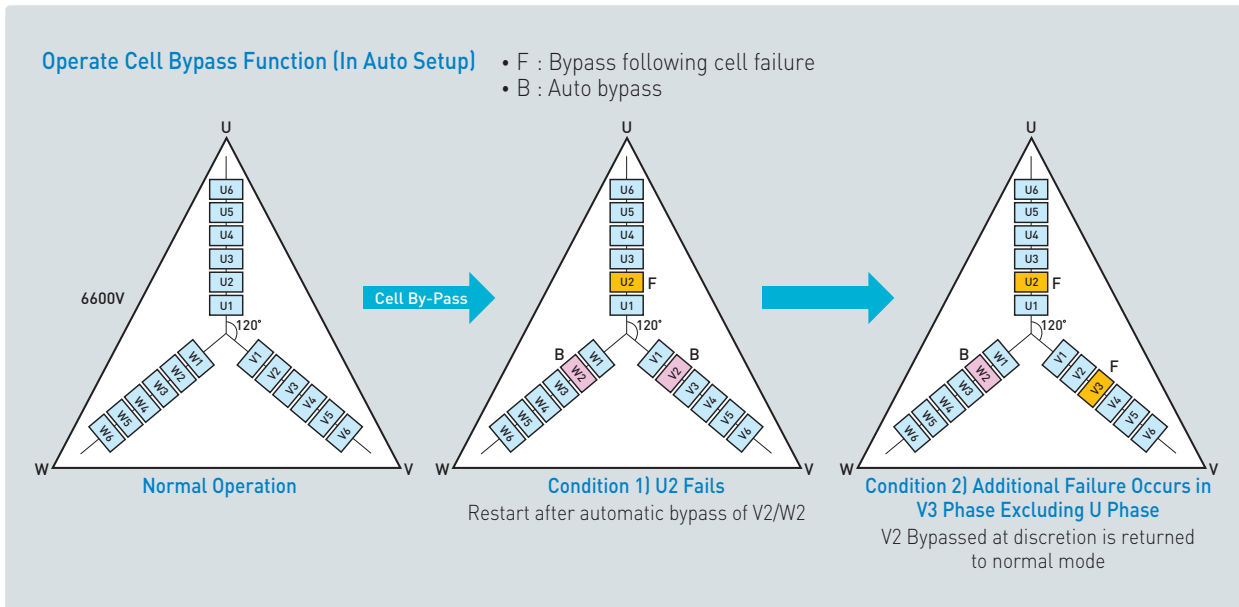 Operate Cell Bypass Function (In Auto Setup)
• F : Bypass following cell failure
• B : Auto bypass
U
U6
U5
U4
U3
U2
U1
120°
6600V
W1
W2
W3
W4
W5
W6
V1
V2
V3
V4
V5
V6
W
V
Normal Operation
Cell By-Pass
U
U6
U5
U4
U3
U2
F
U1
120°
B
W1
W2
W3
W4
W5
W6
B
V1
V2
V3
V4
V5
V6
W
V
Condition 1) U2 Fails
Restart after automatic bypass of V2/W2
U
U6
U5
U4
U3
U2
F
U1
120°
B
W1
W2
W3
W4
W5
W6
F
V1
V2
V3
V4
V5
V6
W
V
Condition 2) Additional Failure Occurs in
V3 Phase Excluding U Phase
V2 Bypassed at discretion is returned
to normal mode